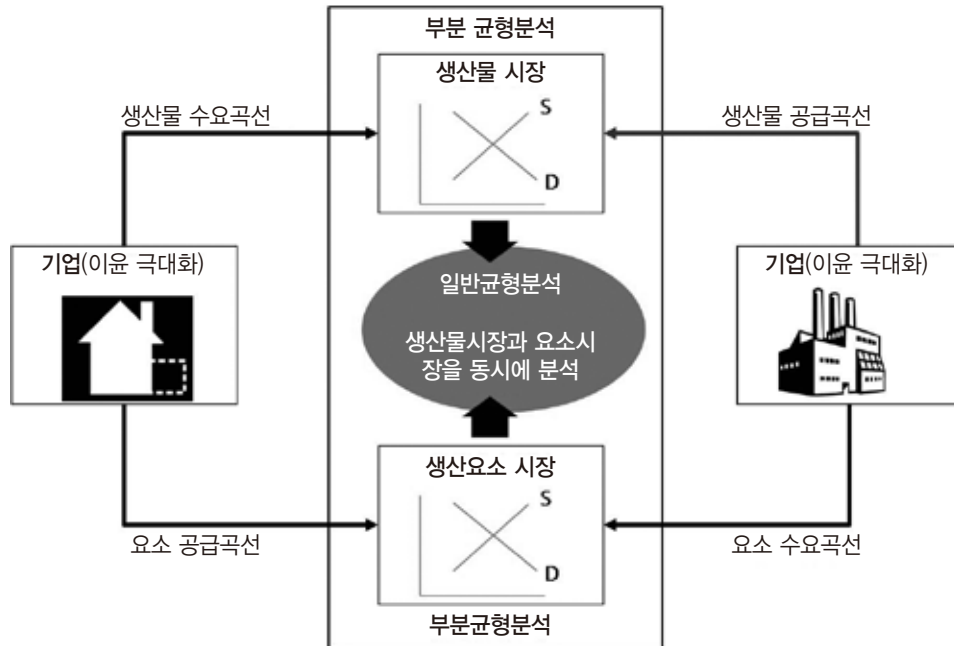 부분 균형분석
생산물 시장
S
D
생산물 수요곡선
생산물 공급곡선
기업(이윤 극대화)
기업(이윤 극대화)
일반균형분석
생산물시장과 요소시
장을 동시에 분석
생산요소 시장
S
D
요소 공급곡선
요소 수요곡선
부분균형분석